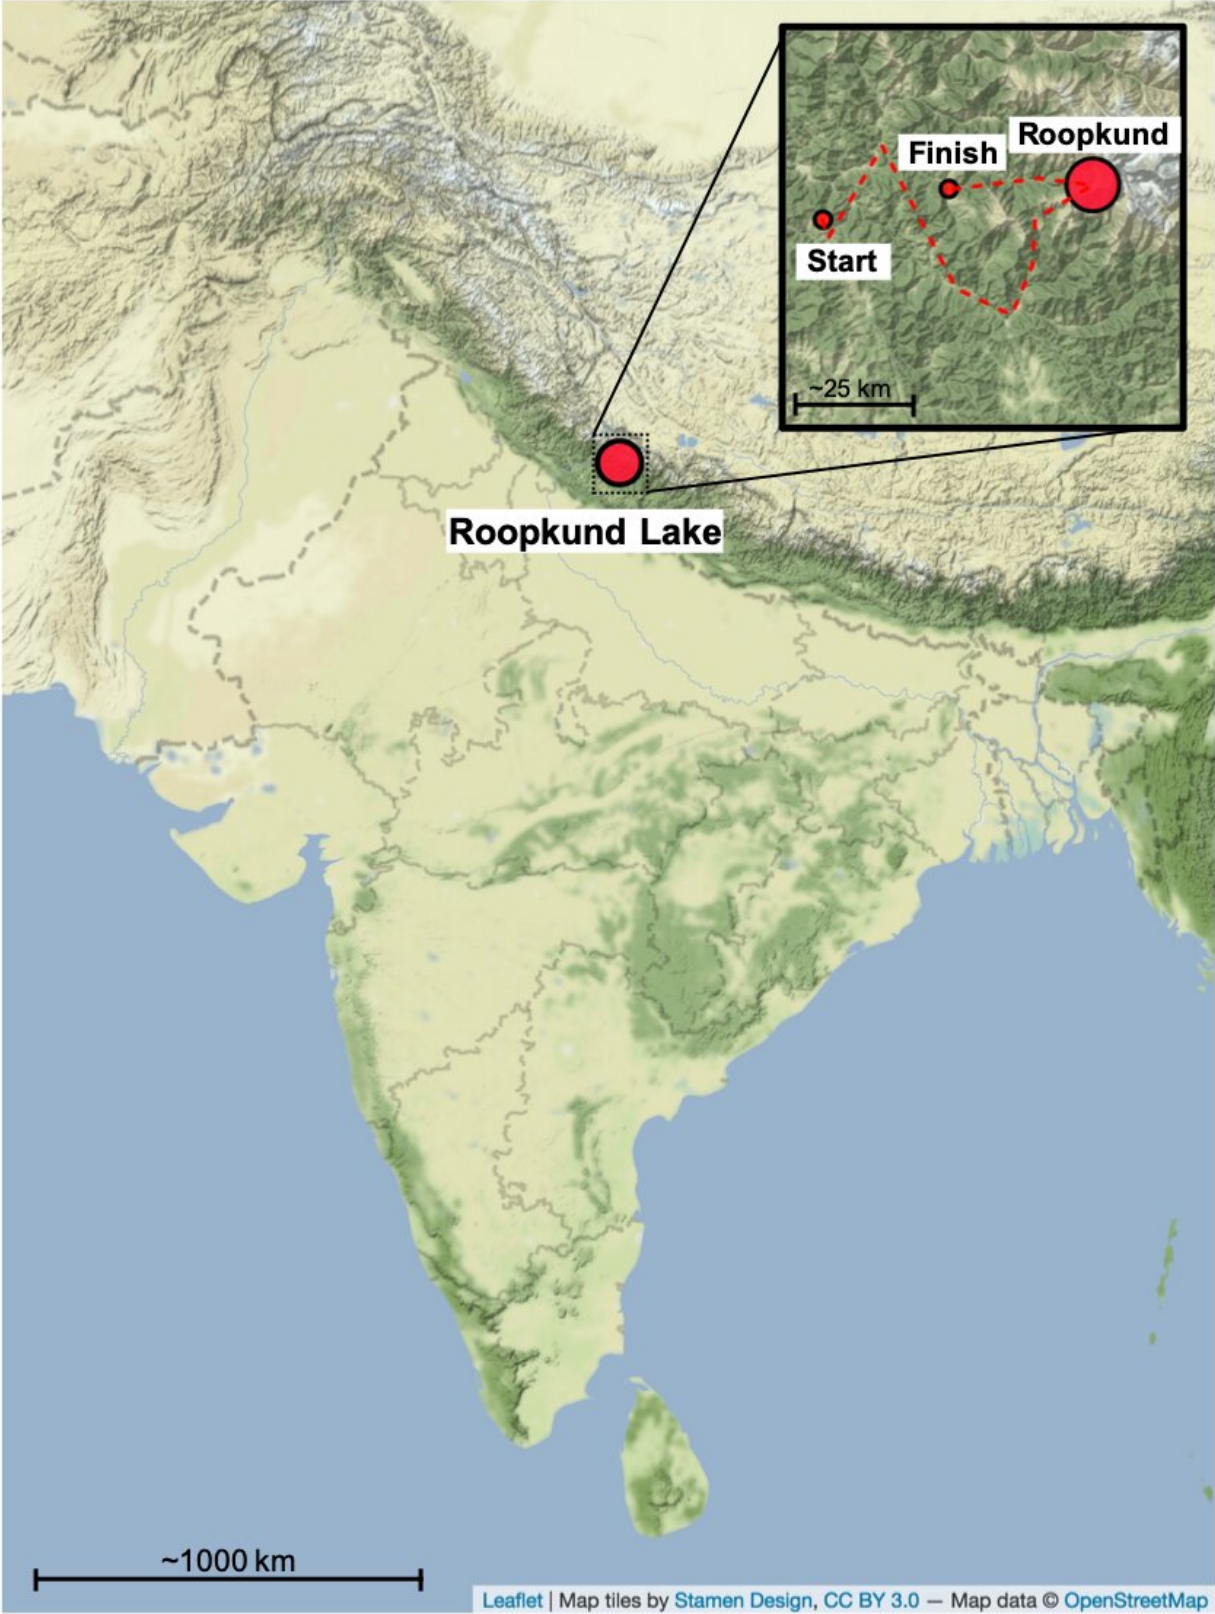 Roopkund
Finish
Start
~25 km
Roopkund Lake
~1000 km
Leaflet | Map tiles by Stamen Design, CC BY 3.0 — Map data © OpenStreetMap